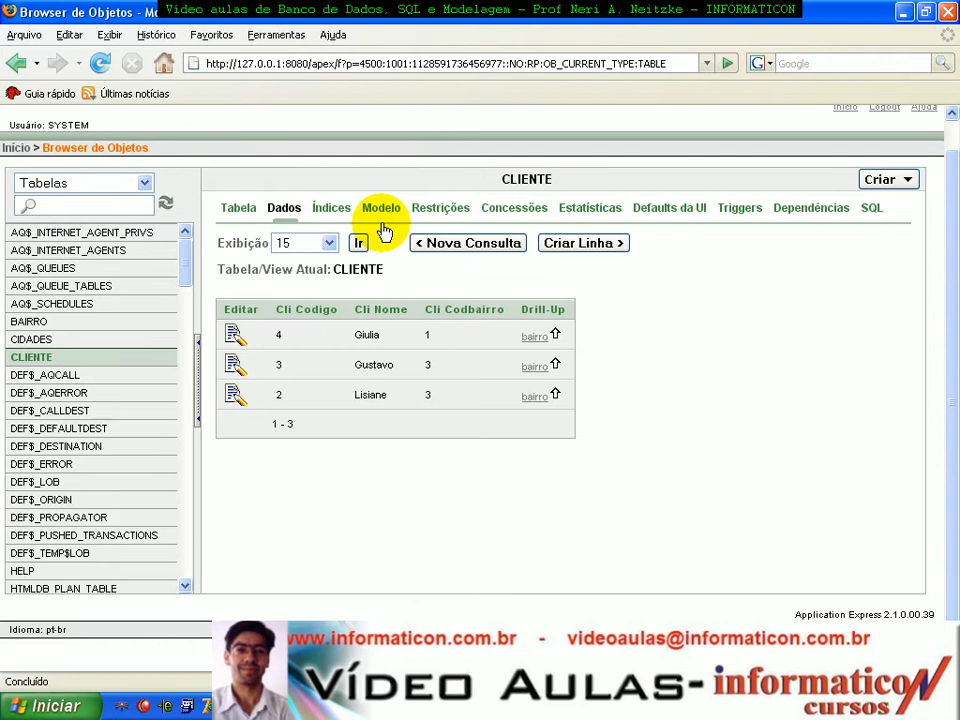 Browser de Objetos - Mo
Vídeo aulas de Banco de Dados, SQL e Modelagem - Prof Neri A. Neitzke - INFORMATICON
Arquivo Editar Exibir Histórico Favoritos Ferramentas Ajuda
http://127.0.0.1:8080/apex/f?p=4500:1001:1128591736456977::NO:RP:OB_CURRENT_TYPE:TABLE
Google
Guia rápido Últimas notícias
Início Logout Ajuda
Usuário: SYSTEM
Início > Browser de Objetos
Tabelas
CLIENTE
Criar
Tabela Dados Índices Modelo Restrições Concessões Estatísticas Defaults da UI Triggers Dependências SQL
Exibição 15 Ir < Nova Consulta Criar Linha >
Tabela/View Atual: CLIENTE
Editar Cli Codigo Cli Nome Cli Codbairro Drill-Up
4 Giulia 1 bairro
3 Gustavo 3 bairro
2 Lisiane 3 bairro
1 - 3
AQ$_INTERNET_AGENT_PRIVS
AQ$_INTERNET_AGENTS
AQ$_QUEUES
AQ$_QUEUE_TABLES
AQ$_SCHEDULES
BAIRRO
CIDADES
CLIENTE
DEF$_AQCALL
DEF$_AQERROR
DEF$_CALLDEST
DEF$_DEFAULTDEST
DEF$_DESTINATION
DEF$_ERROR
DEF$_LOB
DEF$_ORIGIN
DEF$_PROPAGATOR
DEF$_PUSHED_TRANSACTIONS
DEF$_TEMP$LOB
HELP
HTMLDB_PLAN_TABLE
Application Express 2.1.0.00.39
Idioma: pt-br
www.informaticon.com.br - videoaulas@informaticon.com.br
Concluído
Vídeo Aulas- informaticon
cursos
Iniciar